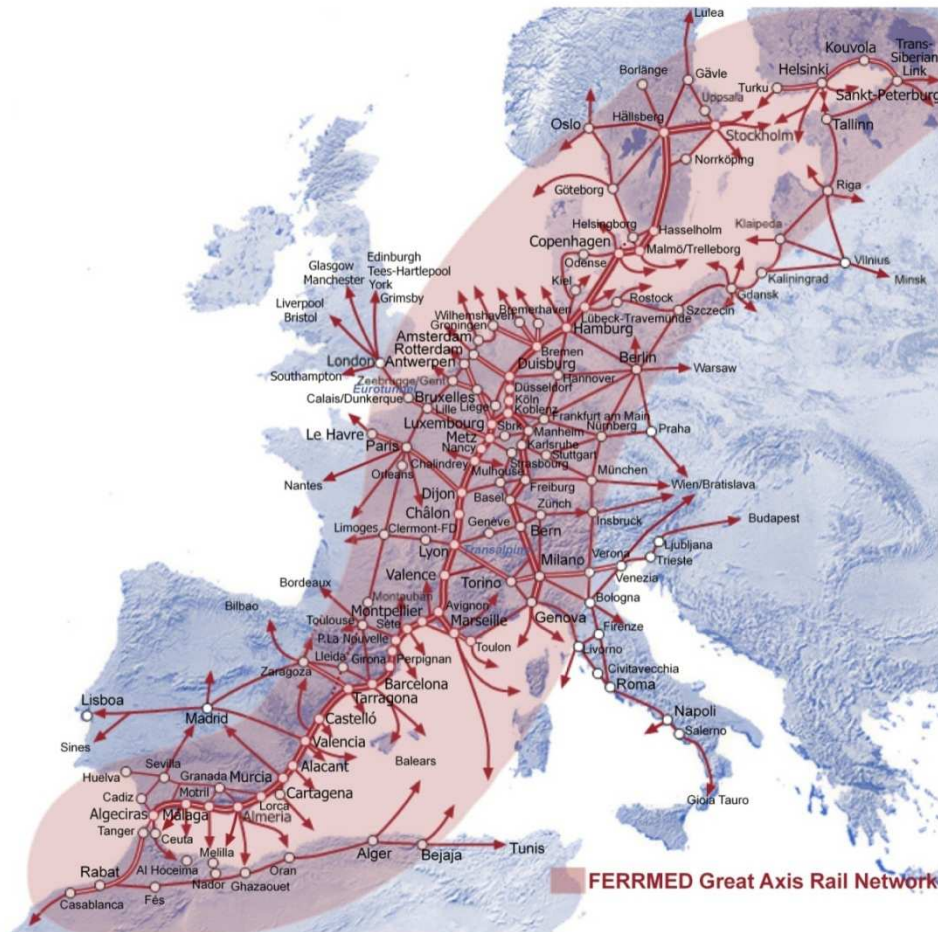 Lulea
Kouvola
Trans-
Siberian
Link
Borlänge
Gävle
Helsinki
Turku
Sankt-Peterburg
Uppsala
Oslo
Hällsberg
Stockholm
Tallinn
Norrköping
Göteborg
Riga
Helsingborg
Hasselholm
Klaipeda
Copenhagen
Malmö/Trelleborg
Odense
Vilnius
Kaliningrad
Minsk
Kiel
Gdansk
Rostock
Edinburgh
Glasgow
Tees-Hartlepool
Manchester
York
Grimsby
Liverpool
Bristol
Wilhemshaven
Bremerhaven
Lübeck-Travemünde
Szczecin
Groningen
Hamburg
Amsterdam
Rotterdam
Bremen
London
Antwerpen
Berlin
Duisburg
Warsaw
Southampton
Zeebrugge/Gent
Hannover
Eurotunnel
Düsseldorf
Calais/Dunkerque
Bruxelles
Köln
Lille
Liege
Koblenz
Frankfurt am Main
Luxembourg
Sbrk
Nürnberg
Praha
Le Havre
Manheim
Metz
Paris
Nancy
Karlsruhe
Stuttgart
Chalindrey
Strasbourg
Orleans
Mulhouse
München
Nantes
Freiburg
Wien/Bratislava
Dijon
Basel
Zürich
Châlon
Insbruck
Budapest
Limoges
Clermont-FD
Genève
Bern
Lyon
Transalpine
Ljubljana
Milano
Verona
Trieste
Valence
Torino
Venezia
Bordeaux
Montauban
Avignon
Bologna
Bilbao
Montpellier
Marseille
Genova
Toulouse
Sète
Firenze
P.La Nouvelle
Toulon
Livorno
Lleida
Girona
Perpignan
Zaragoza
Civitavecchia
Barcelona
Roma
Lisboa
Tarragona
Madrid
Castelló
Napoli
Salerno
Sines
Valencia
Balears
Sevilla
Alacant
Huelva
Granada
Murcia
Gioia Tauro
Motril
Cartagena
Cadiz
Lorca
Algeciras
Málaga
Almeria
Tanger
Ceuta
Alger
Bejaja
Tunis
Melilla
Al Hoceima
Oran
Rabat
Nador
Ghazaouet
FERRMED Great Axis Rail Network
Casablanca
Fés